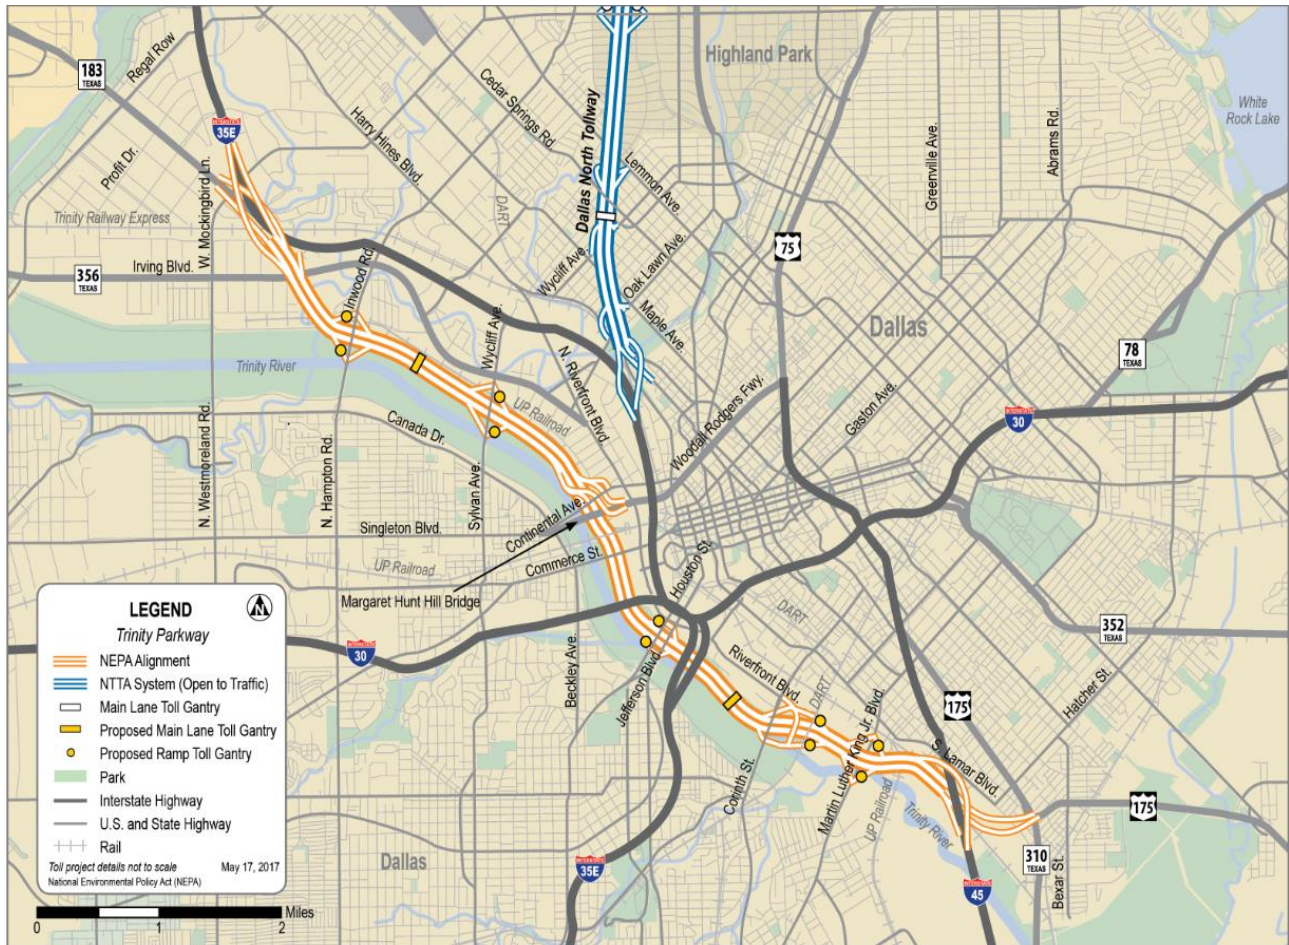 Highland Park
White
Rock Lake
183
TEXAS
Regal Row
35E
Harry Hines Blvd.
Cedar Springs Rd.
Dallas North Tollway
Lemmon Ave.
Greenville Ave.
Abrams Rd.
Profit Dr.
W. Mockingbird Ln.
Trinity Railway Express
DART
Wycliff Ave.
Oak Lawn Ave.
75
356
TEXAS
Irving Blvd.
Inwood Rd.
Maple Ave.
Dallas
Wycliff Ave.
78
TEXAS
Trinity River
N. Riverfront Blvd.
UP Railroad
Woodall Rodgers Fwy.
Gaston Ave.
INTERSTATE
30
Canada Dr.
N. Westmoreland Rd.
N. Hampton Rd.
Sylvan Ave.
Continental Ave.
Singleton Blvd.
Commerce St.
UP Railroad
Houston St.
Margaret Hunt Hill Bridge
DART
352
TEXAS
30
Beckley Ave.
Jefferson Blvd.
Riverfront Blvd.
DART
Hatcher St.
175
Martin Luther King Jr. Blvd.
S. Lamar Blvd.
Corinth St.
UP Railroad
Trinity River
175
Dallas
35E
45
310
TEXAS
Bexar St.
LEGEND
N
Trinity Parkway
NEPA Alignment
NTTA System (Open to Traffic)
Main Lane Toll Gantry
Proposed Main Lane Toll Gantry
Proposed Ramp Toll Gantry
Park
Interstate Highway
U.S. and State Highway
Rail
Toll project details not to scale May 17, 2017
National Environmental Policy Act (NEPA)
Miles
0 1 2